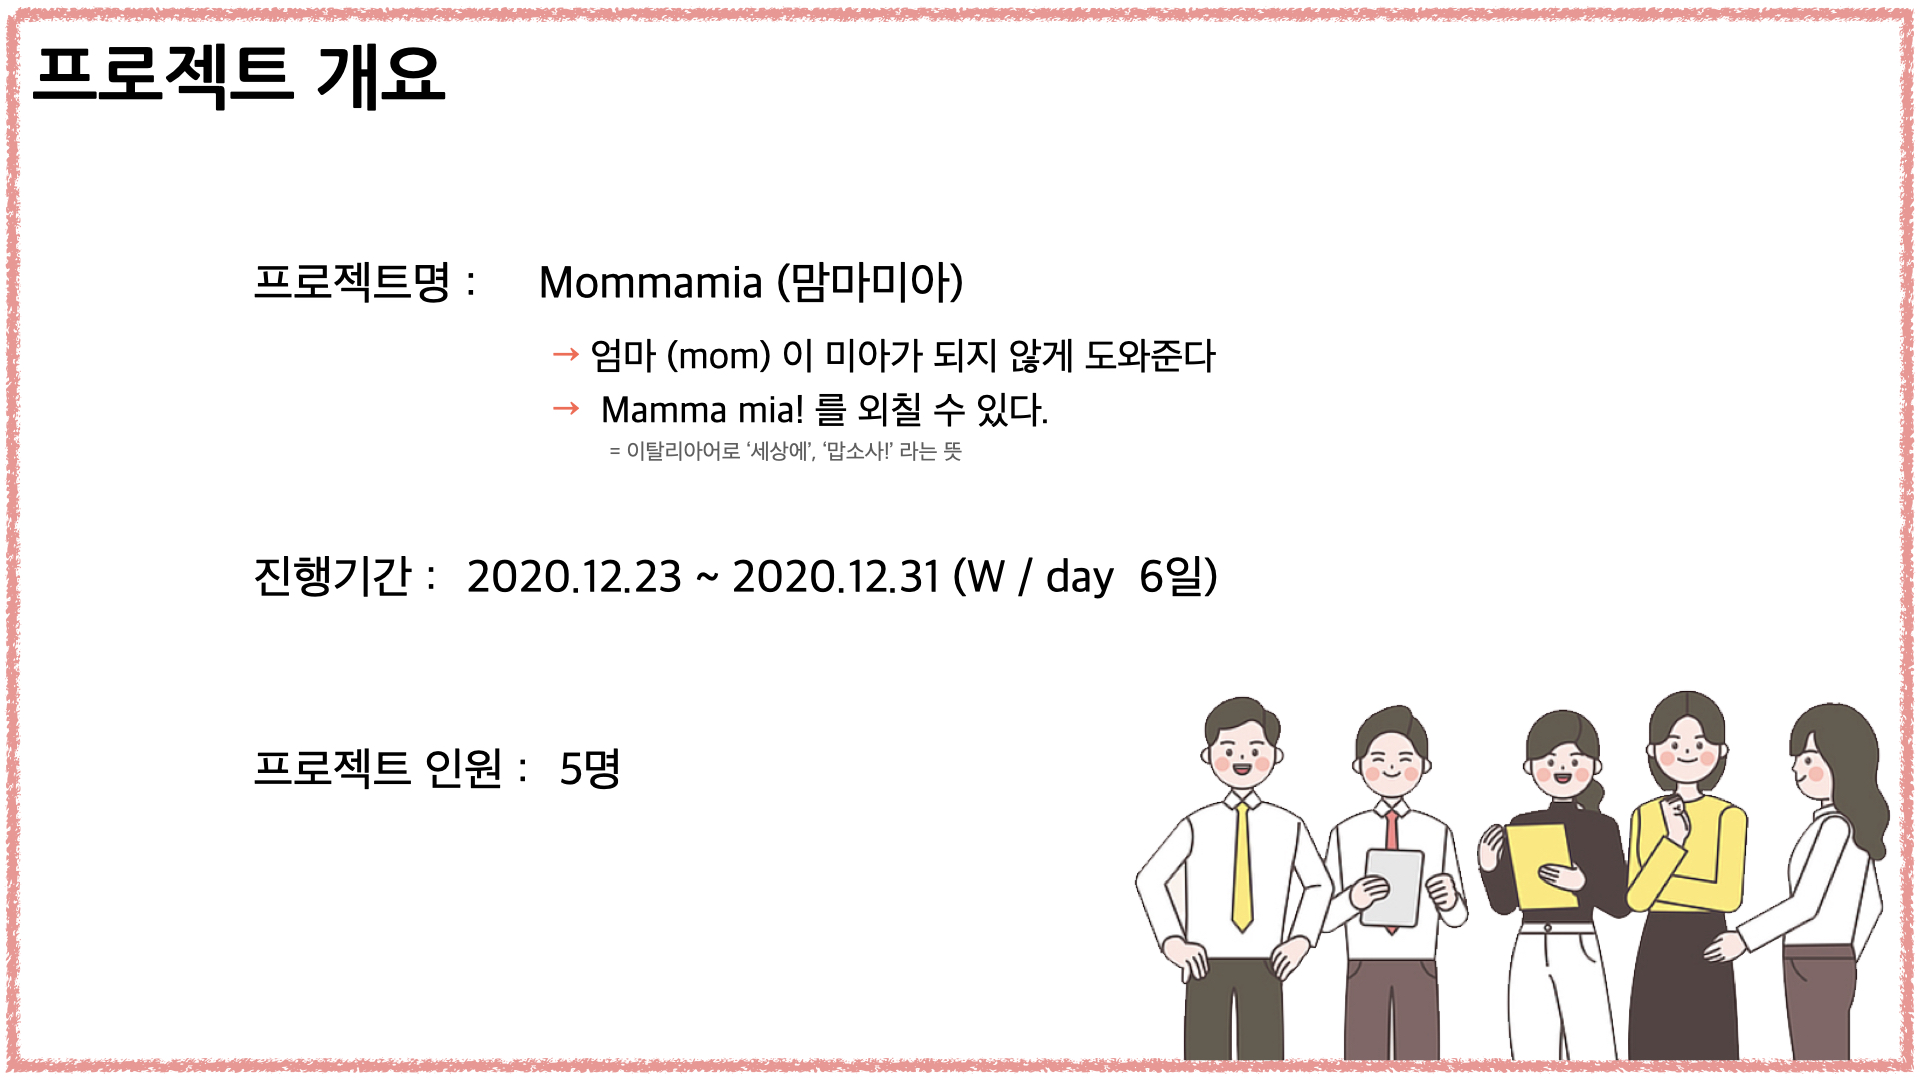 프로젝트 개요
프로젝트명 : Mommamia (맘마미아)
→ 엄마 (mom) 이 미아가 되지 않게 도와준다
→ Mamma mia! 를 외칠 수 있다.
= 이탈리아어로 ‘세상에’, ‘맙소사!’ 라는 뜻
진행기간 : 2020.12.23 ~ 2020.12.31 (W / day 6일)
프로젝트 인원 : 5명